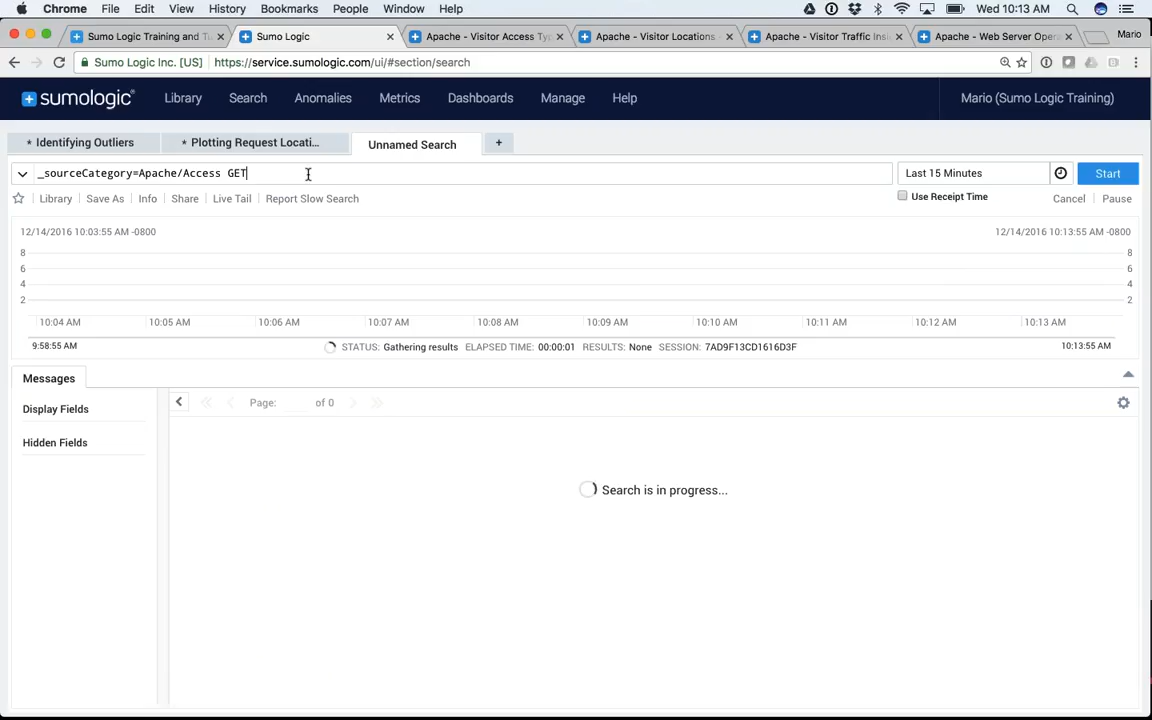 Chrome File Edit View History Bookmarks People Window Help Wed 10:13 AM
Sumo Logic Training and Tu Sumo Logic Apache - Visitor Access Typ Apache - Visitor Locations - Apache - Visitor Traffic Insi Apache - Web Server Opera Mario
Sumo Logic Inc. [US] https://service.sumologic.com/ui/#section/search
sumologic® Library Search Anomalies Metrics Dashboards Manage Help Mario (Sumo Logic Training)
* Identifying Outliers * Plotting Request Locati... Unnamed Search +
_sourceCategory=Apache/Access GET Last 15 Minutes Start
Library Save As Info Share Live Tail Report Slow Search Use Receipt Time Cancel Pause
12/14/2016 10:03:55 AM -0800 12/14/2016 10:13:55 AM -0800
8 8
6 6
4 4
2 2
10:04 AM 10:05 AM 10:06 AM 10:07 AM 10:08 AM 10:09 AM 10:10 AM 10:11 AM 10:12 AM 10:13 AM
9:58:55 AM STATUS: Gathering results ELAPSED TIME: 00:00:01 RESULTS: None SESSION: 7AD9F13CD1616D3F 10:13:55 AM
Messages
Display Fields Page: of 0
Hidden Fields
Search is in progress...